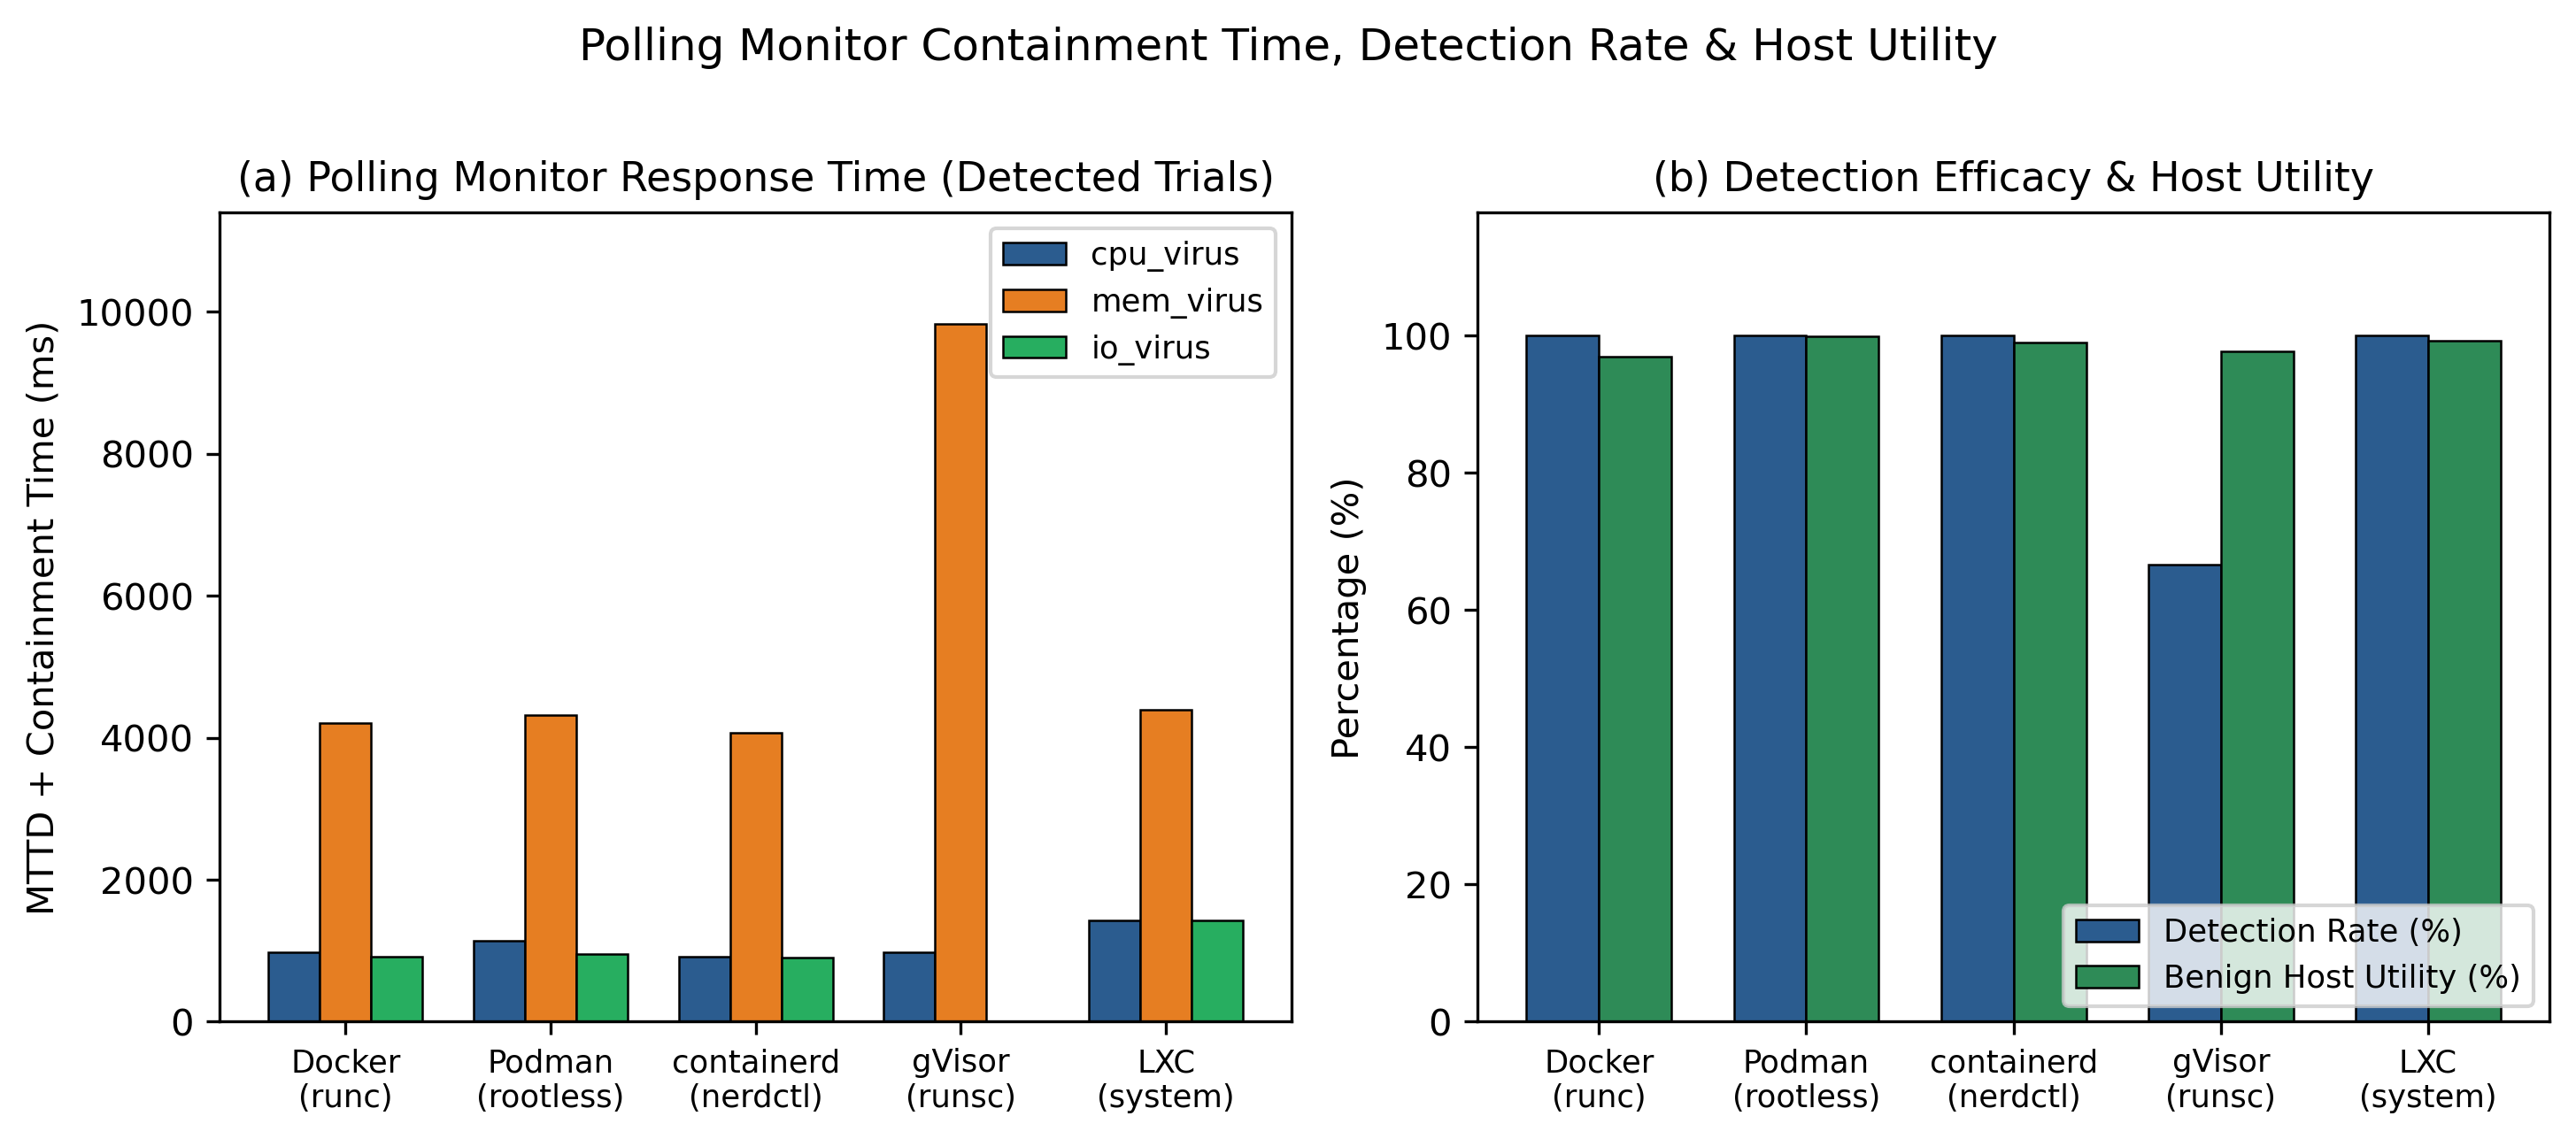 Polling Monitor Containment Time, Detection Rate & Host Utility
(a) Polling Monitor Response Time (Detected Trials)
MTTD + Containment Time (ms)
10000
8000
6000
4000
2000
0
cpu_virus
mem_virus
io_virus
Docker
(runc)
Podman
(rootless)
containerd
(nerdctl)
gVisor
(runsc)
LXC
(system)
(b) Detection Efficacy & Host Utility
Percentage (%)
100
80
60
40
20
0
Detection Rate (%)
Benign Host Utility (%)
Docker
(runc)
Podman
(rootless)
containerd
(nerdctl)
gVisor
(runsc)
LXC
(system)